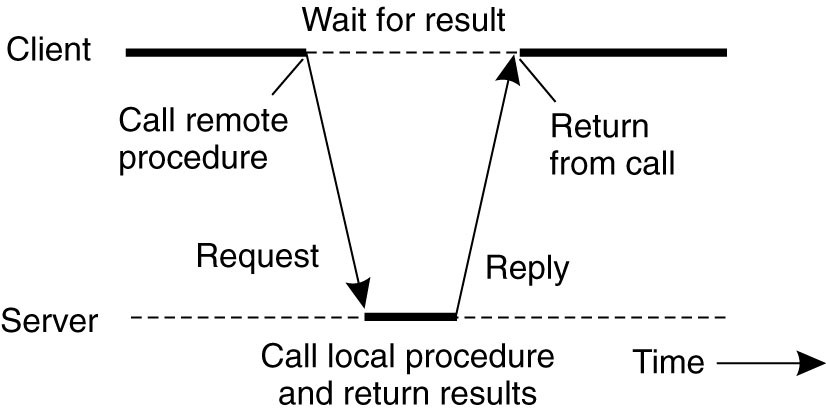 Wait for result
Client
Call remote
procedure
Return
from call
Request
Reply
Server
Call local procedure
and return results
Time